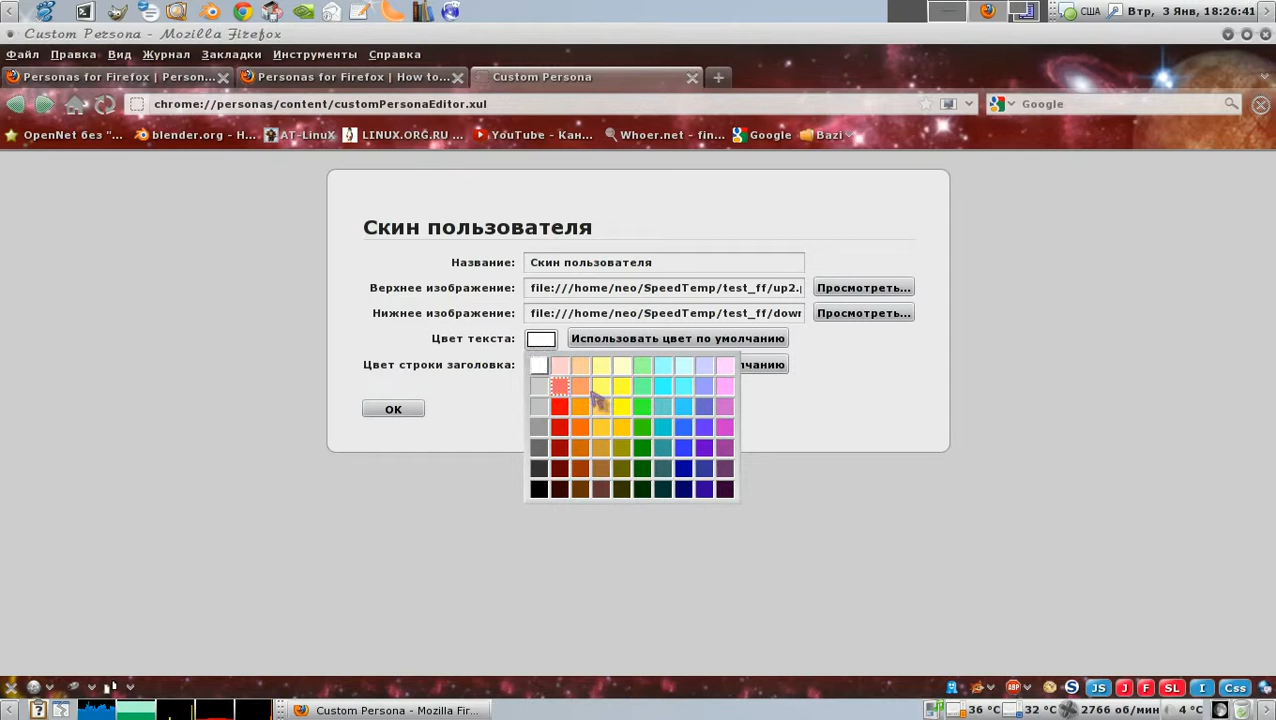 США
Втр, 3 Янв, 18:26:41
Custom Persona - Mozilla Firefox
Файл Правка Вид Журнал Закладки Инструменты Справка
Personas for Firefox | Person... Personas for Firefox | How to... Custom Persona
chrome://personas/content/customPersonaEditor.xul
Google
OpenNet без "... blender.org - H... AT-LinuX LINUX.ORG.RU ... YouTube - Кан... Whoer.net - fin... Google Bazi
Скин пользователя
Название: Скин пользователя
Верхнее изображение: file:///home/neo/SpeedTemp/test_ff/up2. Просмотреть...
Нижнее изображение: file:///home/neo/SpeedTemp/test_ff/down Просмотреть...
Цвет текста: Использовать цвет по умолчанию
Цвет строки заголовка: лчанию
OK
ABP S JS J F SL I Css
Custom Persona - Mozilla Fir...
36 °C 32 °C 2766 об/мин 4 °C